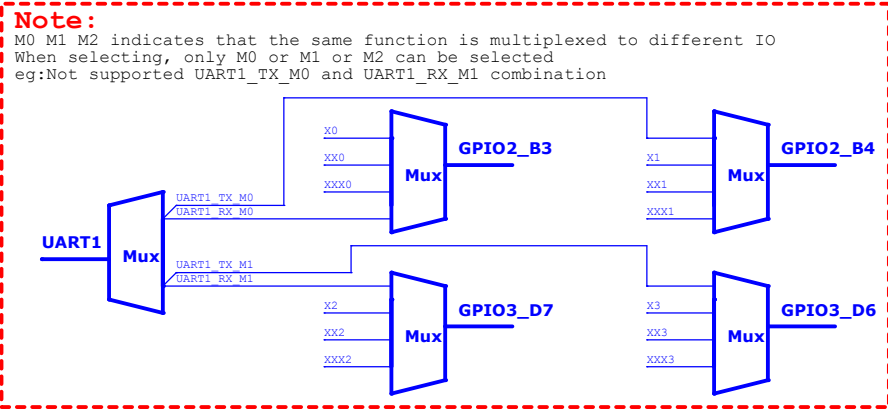 Note:
M0 M1 M2 indicates that the same function is multiplexed to different IO
When selecting, only M0 or M1 or M2 can be selected
eg:Not supported UART1_TX_M0 and UART1_RX_M1 combination
X0
XX0
XXX0
Mux
GPIO2_B3
X1
XX1
XXX1
Mux
GPIO2_B4
UART1
Mux
UART1_TX_M0
UART1_RX_M0
UART1_TX_M1
UART1_RX_M1
X2
XX2
XXX2
Mux
GPIO3_D7
X3
XX3
XXX3
Mux
GPIO3_D6